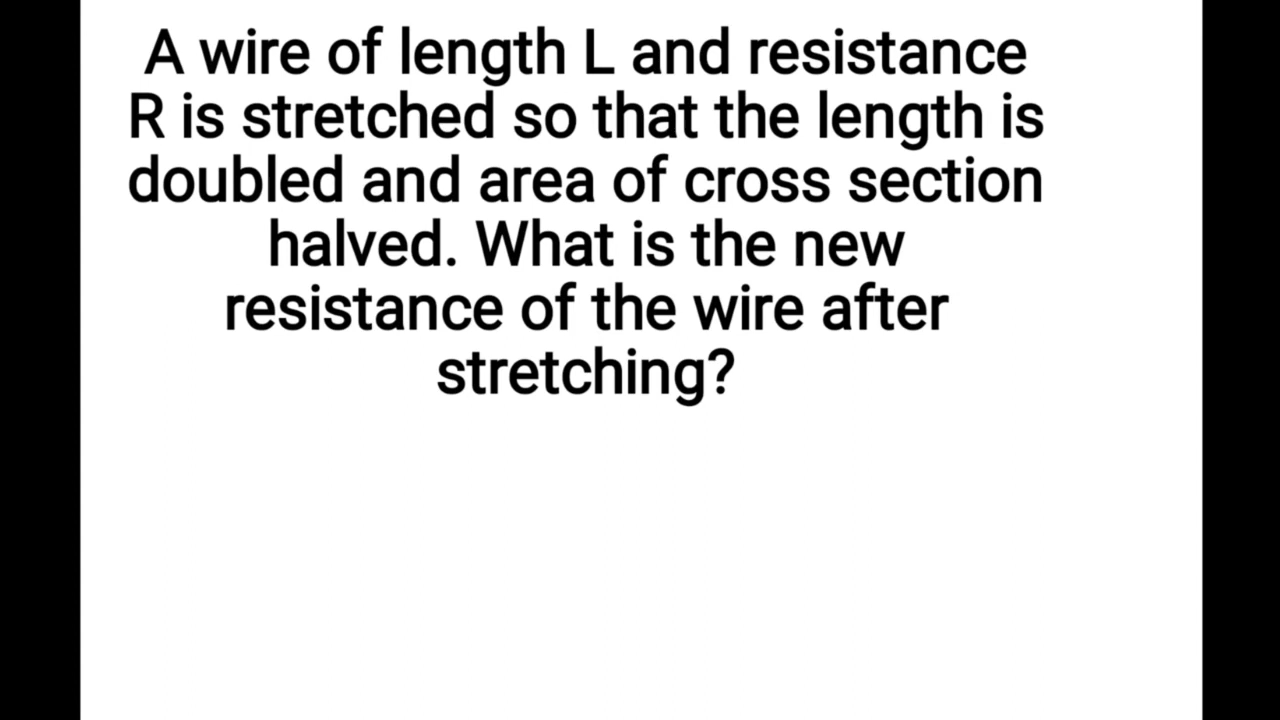 A wire of length L and resistance
R is stretched so that the length is
doubled and area of cross section
halved. What is the new
resistance of the wire after
stretching?